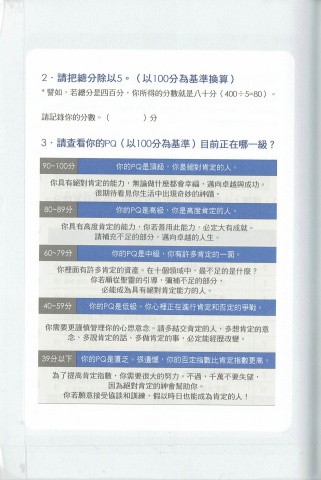 2．請把總分除以5。（以100分為基準換算）
*譬如，若總分是四百分，你所得的分數就是八十分（400÷5=80）。
請記錄你的分數。（　　　）分
3．請查看你的PQ（以100分為基準）目前正在哪一級？
90~100分　你的PQ是頂級，你是絕對肯定的人。
你具有絕對肯定的能力，無論做什麼都會幸福，邁向卓越與成功。
很期待看見你生活中出現奇妙的神蹟。
80~89分　你的PQ是高級，你是高度肯定的人。
你具有高度肯定的能力，你若善用此能力，必定大有成就。
請補充不足的部分，邁向卓越的人生。
60~79分　你的PQ是中級，你有許多肯定的一面。
你裡面有許多肯定的資產。在十個領域中，最不足的是什麼？
你若順從聖靈的引導，彌補不足的部分，
必能成為具有絕對肯定能力的人。
40~59分　你的PQ是低級，你心裡正在進行肯定和否定的爭戰。
你需要更謹慎管理你的心思意念。請多結交肯定的人，多想肯定的意
念、多說肯定的話，多做肯定的事，必定能經歷改變。
39分以下　你的PQ是匱乏。很遺憾，你的否定指數比肯定指數更高。
為了提高肯定指數，你需要很大的努力。不過，千萬不要失望，
因為絕對肯定的神會幫助你。
你若願意接受協談和訓練，假以時日也能成為肯定的人！